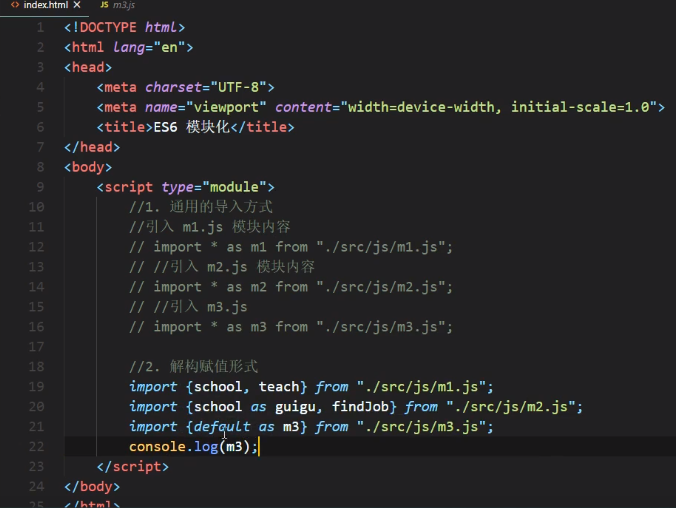 index.html
m3.js
1 <!DOCTYPE html>
2 <html lang="en">
3 <head>
4 <meta charset="UTF-8">
5 <meta name="viewport" content="width=device-width, initial-scale=1.0">
6 <title>ES6 模块化</title>
7 </head>
8 <body>
9 <script type="module">
10 //1. 通用的导入方式
11 //引入 m1.js 模块内容
12 // import * as m1 from "./src/js/m1.js";
13 // //引入 m2.js 模块内容
14 // import * as m2 from "./src/js/m2.js";
15 // //引入 m3.js
16 // import * as m3 from "./src/js/m3.js";
17
18 //2. 解构赋值形式
19 import {school, teach} from "./src/js/m1.js";
20 import {school as guigu, findJob} from "./src/js/m2.js";
21 import {default as m3} from "./src/js/m3.js";
22 console.log(m3);
23 </script>
24 </body>
25 </html>